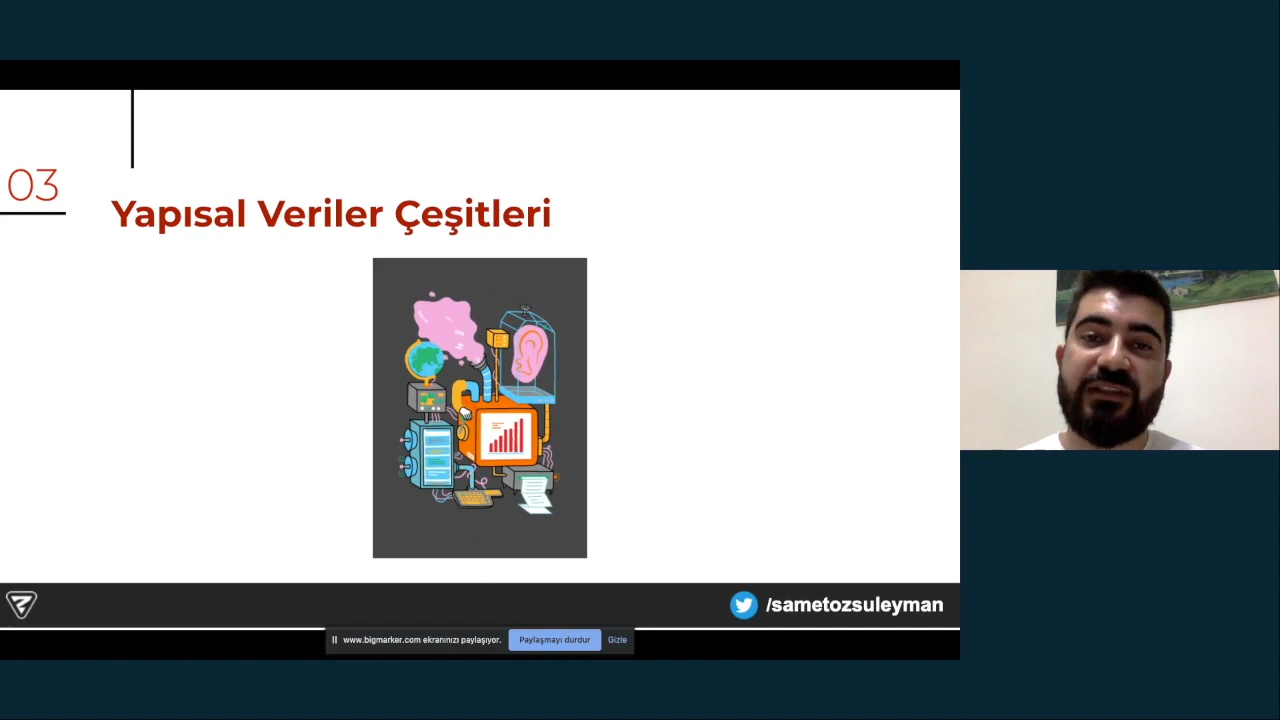 03
Yapısal Veriler Çeşitleri
/sametozsuleyman
www.bigmarker.com ekranınızı paylaşıyor.
Paylaşmayı durdur
Gizle